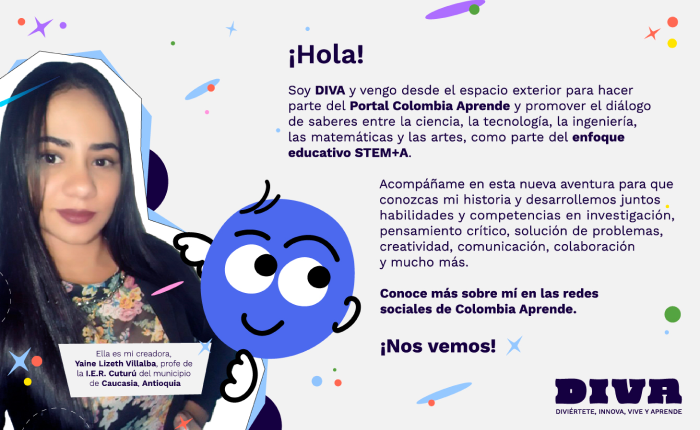 ¡Hola!
Soy DIVA y vengo desde el espacio exterior para hacer
parte del Portal Colombia Aprende y promover el diálogo
de saberes entre la ciencia, la tecnología, la ingeniería,
las matemáticas y las artes, como parte del enfoque
educativo STEM+A.
Acompáñame en esta nueva aventura para que
conozcas mi historia y desarrollemos juntos
habilidades y competencias en investigación,
pensamiento crítico, solución de problemas,
creatividad, comunicación, colaboración
y mucho más.
Conoce más sobre mí en las redes
sociales de Colombia Aprende.
¡Nos vemos!
Ella es mi creadora,
Yaine Lizeth Villalba, profe de
la I.E.R. Cuturú del municipio
de Caucasia, Antioquía
DIVA
DIVIÉRTETE, INNOVA, VIVE Y APRENDE